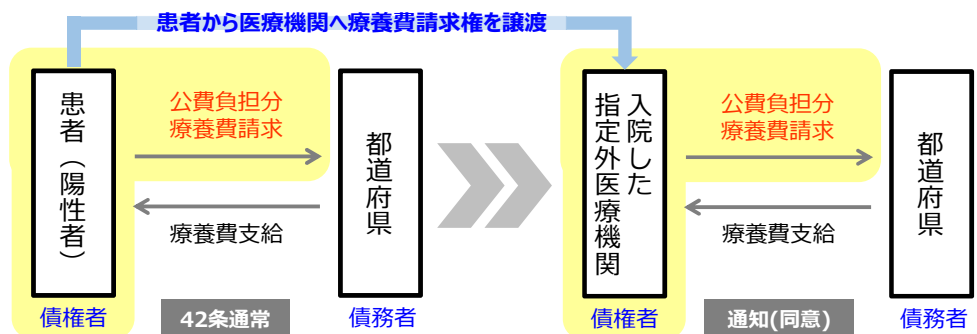 患者から医療機関へ療養費請求権を譲渡
患者（陽性者）
公費負担分
療養費請求
療養費支給
都道府県
債権者
42条通常
債務者
入院した
指定外医療機関
公費負担分
療養費請求
療養費支給
都道府県
債権者
通知(同意)
債務者